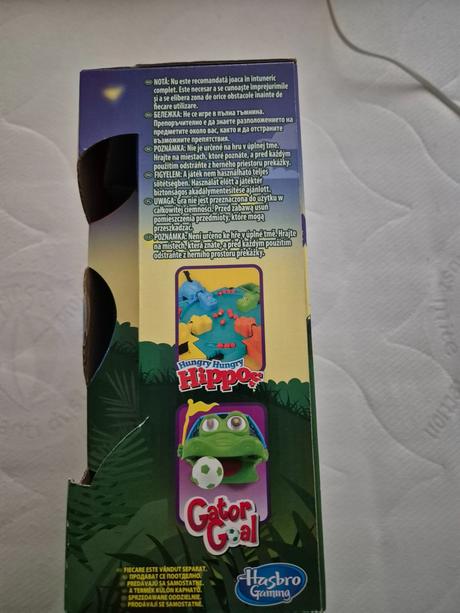 NOTĂ: Nu este recomandată joaca în întuneric
complet. Este necesar a se cunoaște împrejurimile
și a se elibera zona de orice obstacole înainte de
fiecare utilizare.
БЕЛЕЖКА: Не се игре в пълна тъмнина.
Препоръчително е да знаете разположението на
предметите около вас, както и да отстраните
възможните препятствия.
POZNÁMKA: Nie je určené na hru v úplnej tme.
Hrajte na miestach, ktoré poznáte, a pred každým
použitím odstráňte z herného priestoru prekážky.
FIGYELEM: A játék nem használható teljes
sötétségben. Használat előtt a játéktér
biztonságos akadálymentesítése ajánlott.
UWAGA: Gra nie jest przeznaczona do użytku w
całkowitej ciemności. Przed zabawą usuń
z pomieszczenia przedmioty, które mogą
przeszkadzać.
POZNÁMKA: Není určeno ke hře v úplné tmě. Hrajte
na místech, která znáte, a před každým použitím
odstraňte z herního prostoru překážky.
Hungry Hungry
Hippos
Gator
Goal
FIECARE ESTE VÂNDUT SEPARAT.
ПРОДАВАТ СЕ ПООТДЕЛНО.
PREDÁVAJÚ SA SAMOSTATNE.
A TERMÉK KÜLÖN KAPHATÓ.
SPRZEDAWANE ODDZIELNIE.
PRODÁVAJÍ SE SAMOSTATNĚ.
Hasbro
Gaming